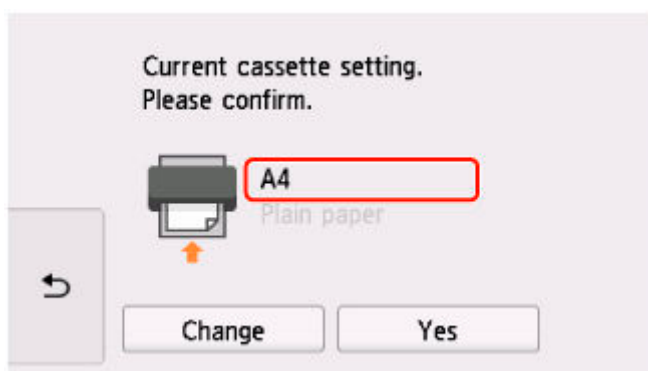 Current cassette setting.
Please confirm.
A4
Plain paper
Change
Yes